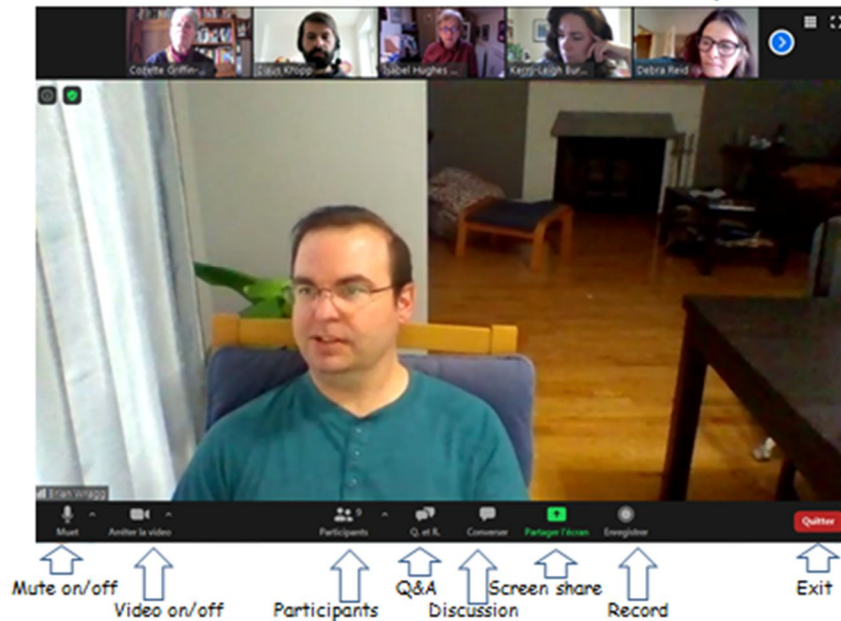 Cozette Griffin-...
Claus Kropp
Isabel Hughes ...
Kerry-Leigh Bur...
Debra Reid
Brian Wragg
Muet
Arrêter la vidéo
9
Participants
Q. et R.
Converser
Partager l'écran
Enregistrer
Quitter
Mute on/off
Video on/off
Participants
Q&A
Discussion
Screen share
Record
Exit